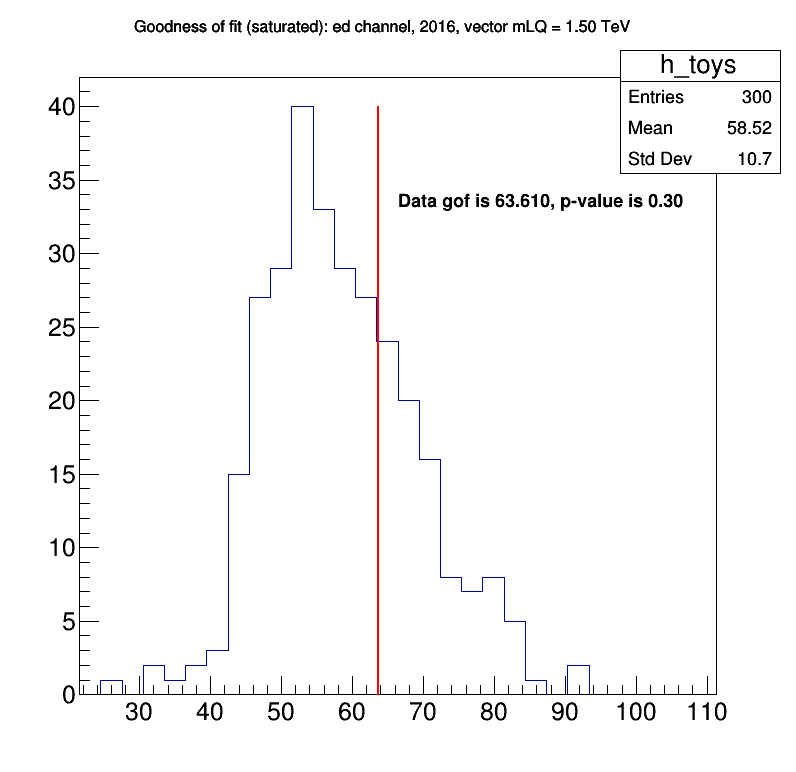 Goodness of fit (saturated): ed channel, 2016, vector mLQ = 1.50 TeV
h_toys
Entries 300
Mean 58.52
Std Dev 10.7
Data gof is 63.610, p-value is 0.30
40
35
30
25
20
15
10
5
0
30 40 50 60 70 80 90 100 110